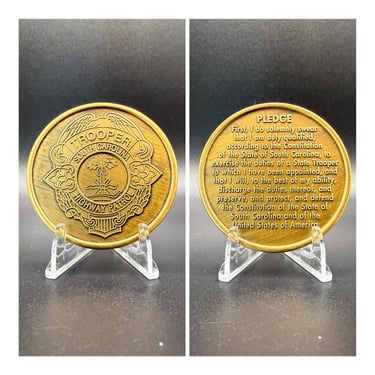 TROOPER
SOUTH CAROLINA
HIGHWAY PATROL
PLEDGE
First, I do solemnly swear
that I am duly qualified,
according to the Constitution
of the State of South Carolina, to
exercise the duties of a State Trooper
to which I have been appointed, and
that I will, to the best of my ability,
discharge the duties thereof, and
preserve, and protect, and defend
the Constitution of the State of
South Carolina and of the
United States of America.